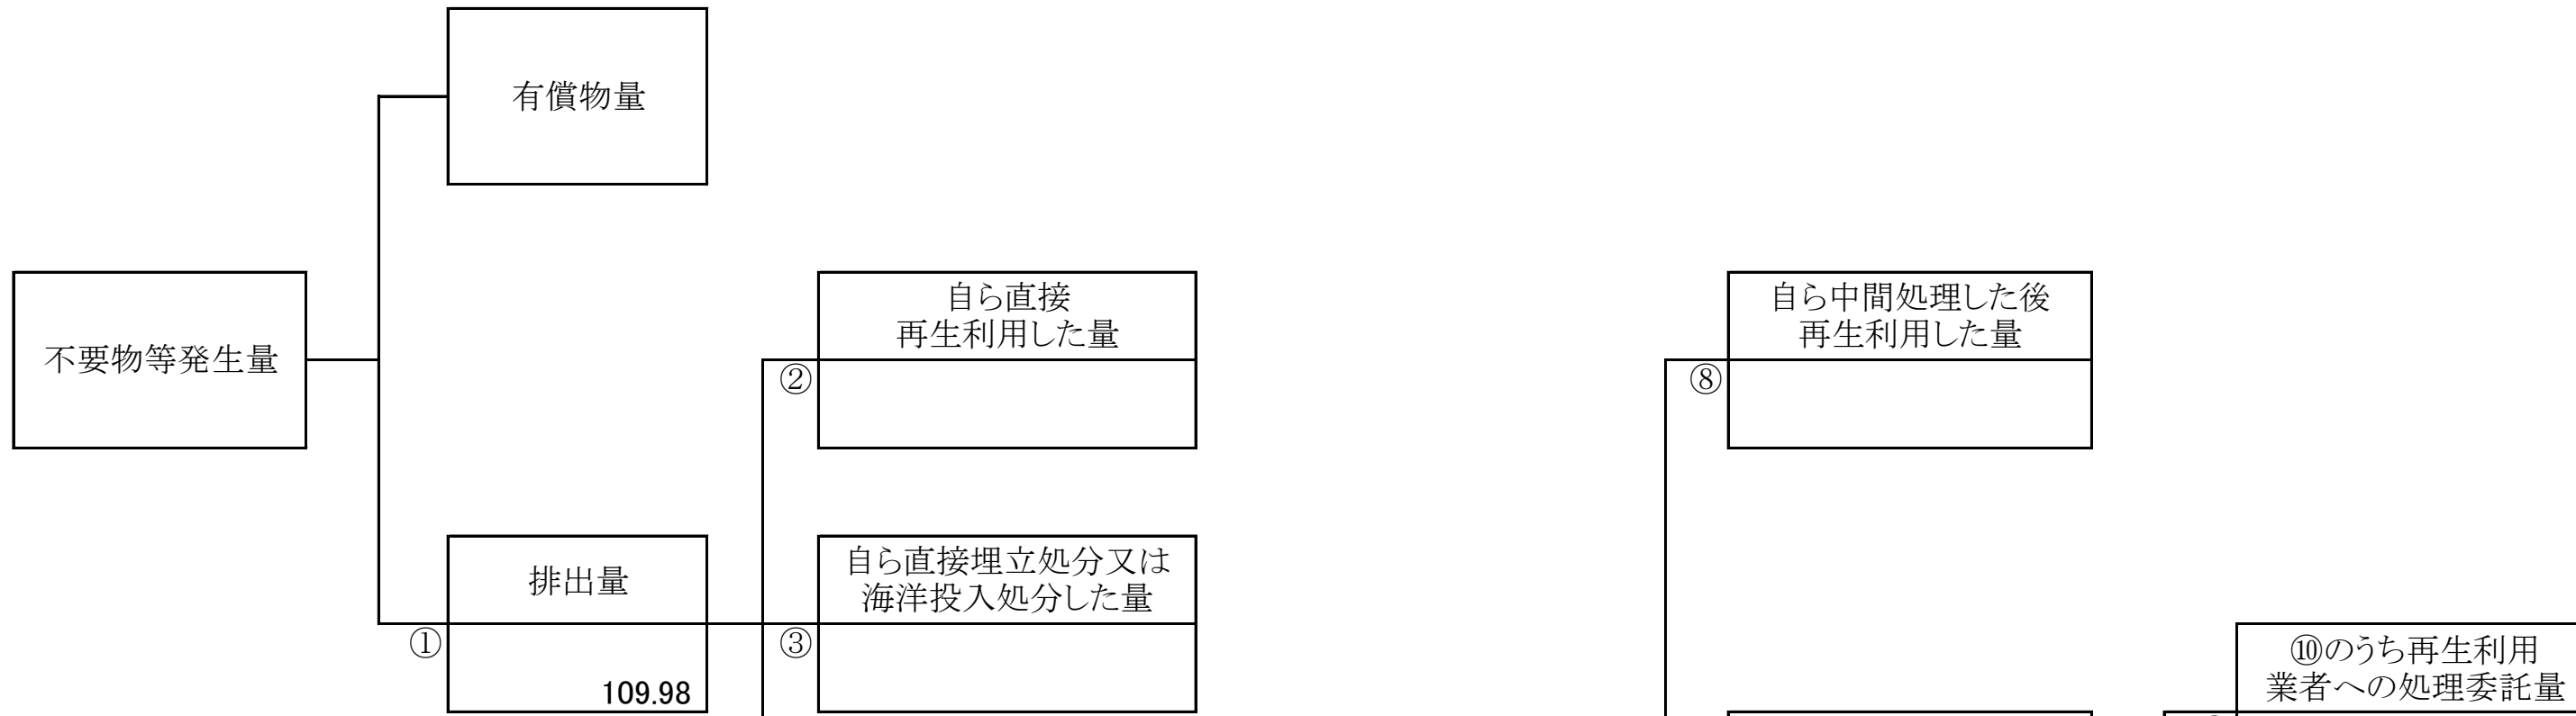 有償物量
不要物等発生量
自ら直接
再生利用した量
②
自ら中間処理した後
再生利用した量
⑧
排出量
①
109.98
自ら直接埋立処分又は
海洋投入処分した量
③
⑩のうち再生利用
業者への処理委託量